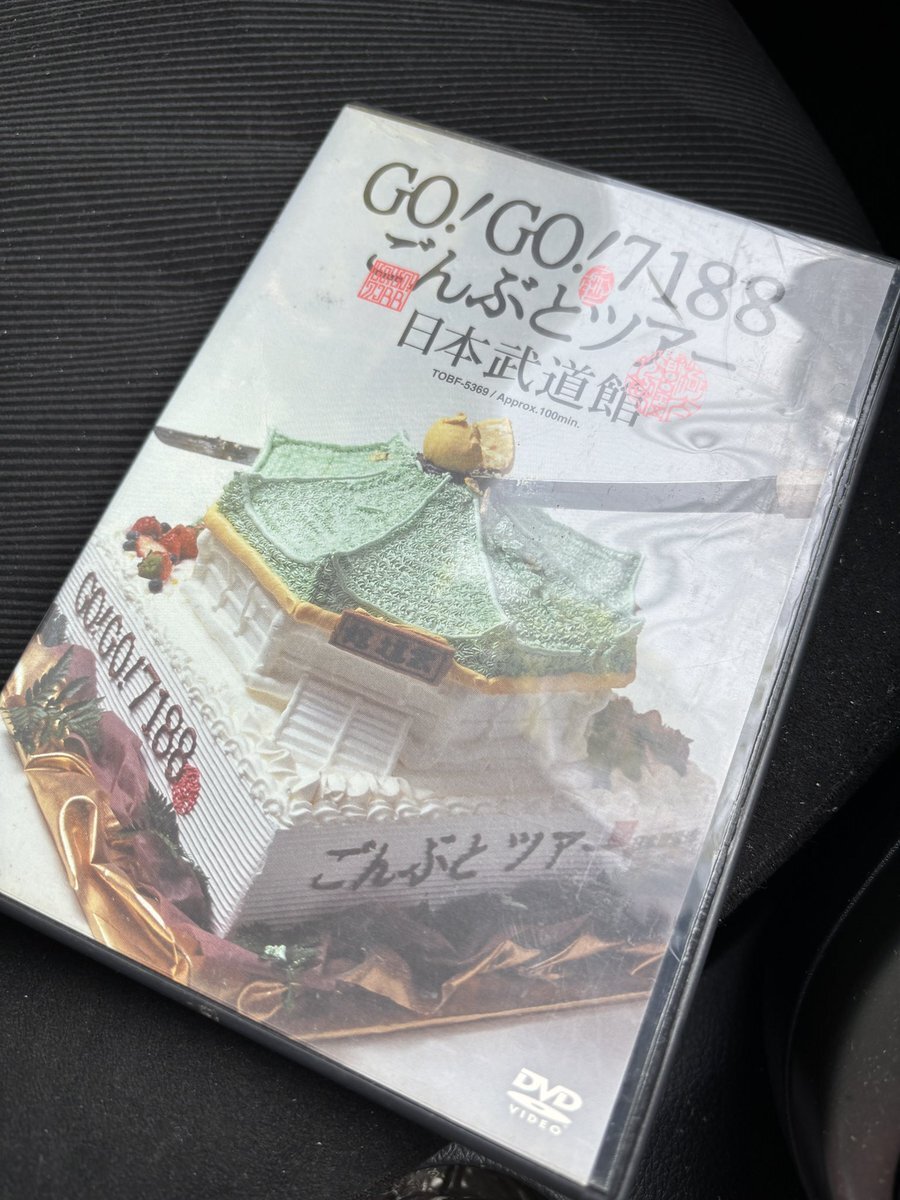 GO!GO!7188
ごんぶとツアー
日本武道館
TOBF-5369 / Approx.100min.
GO!GO!7188
ごんぶと ツアー
DVD
VIDEO